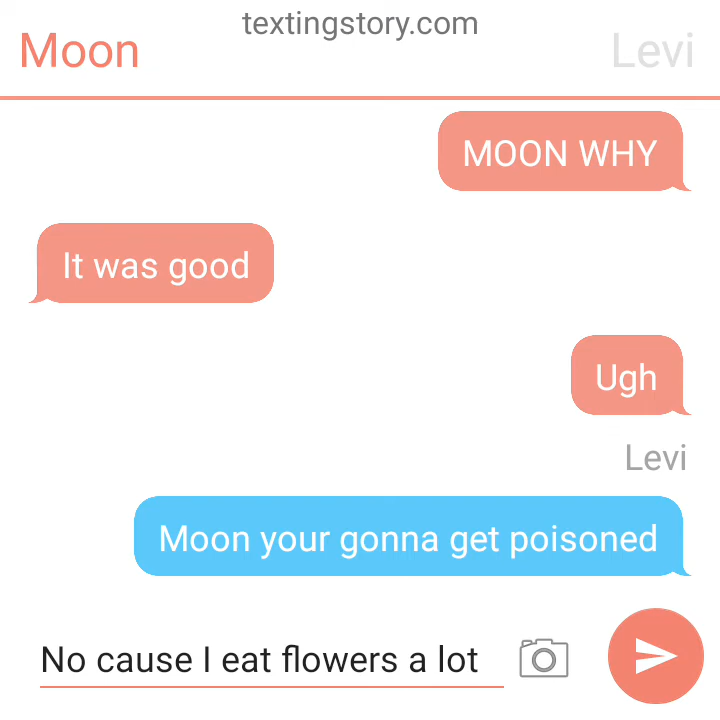 textingstory.com
Moon
Levi
MOON WHY
It was good
Ugh
Levi
Moon your gonna get poisoned
No cause I eat flowers a lot